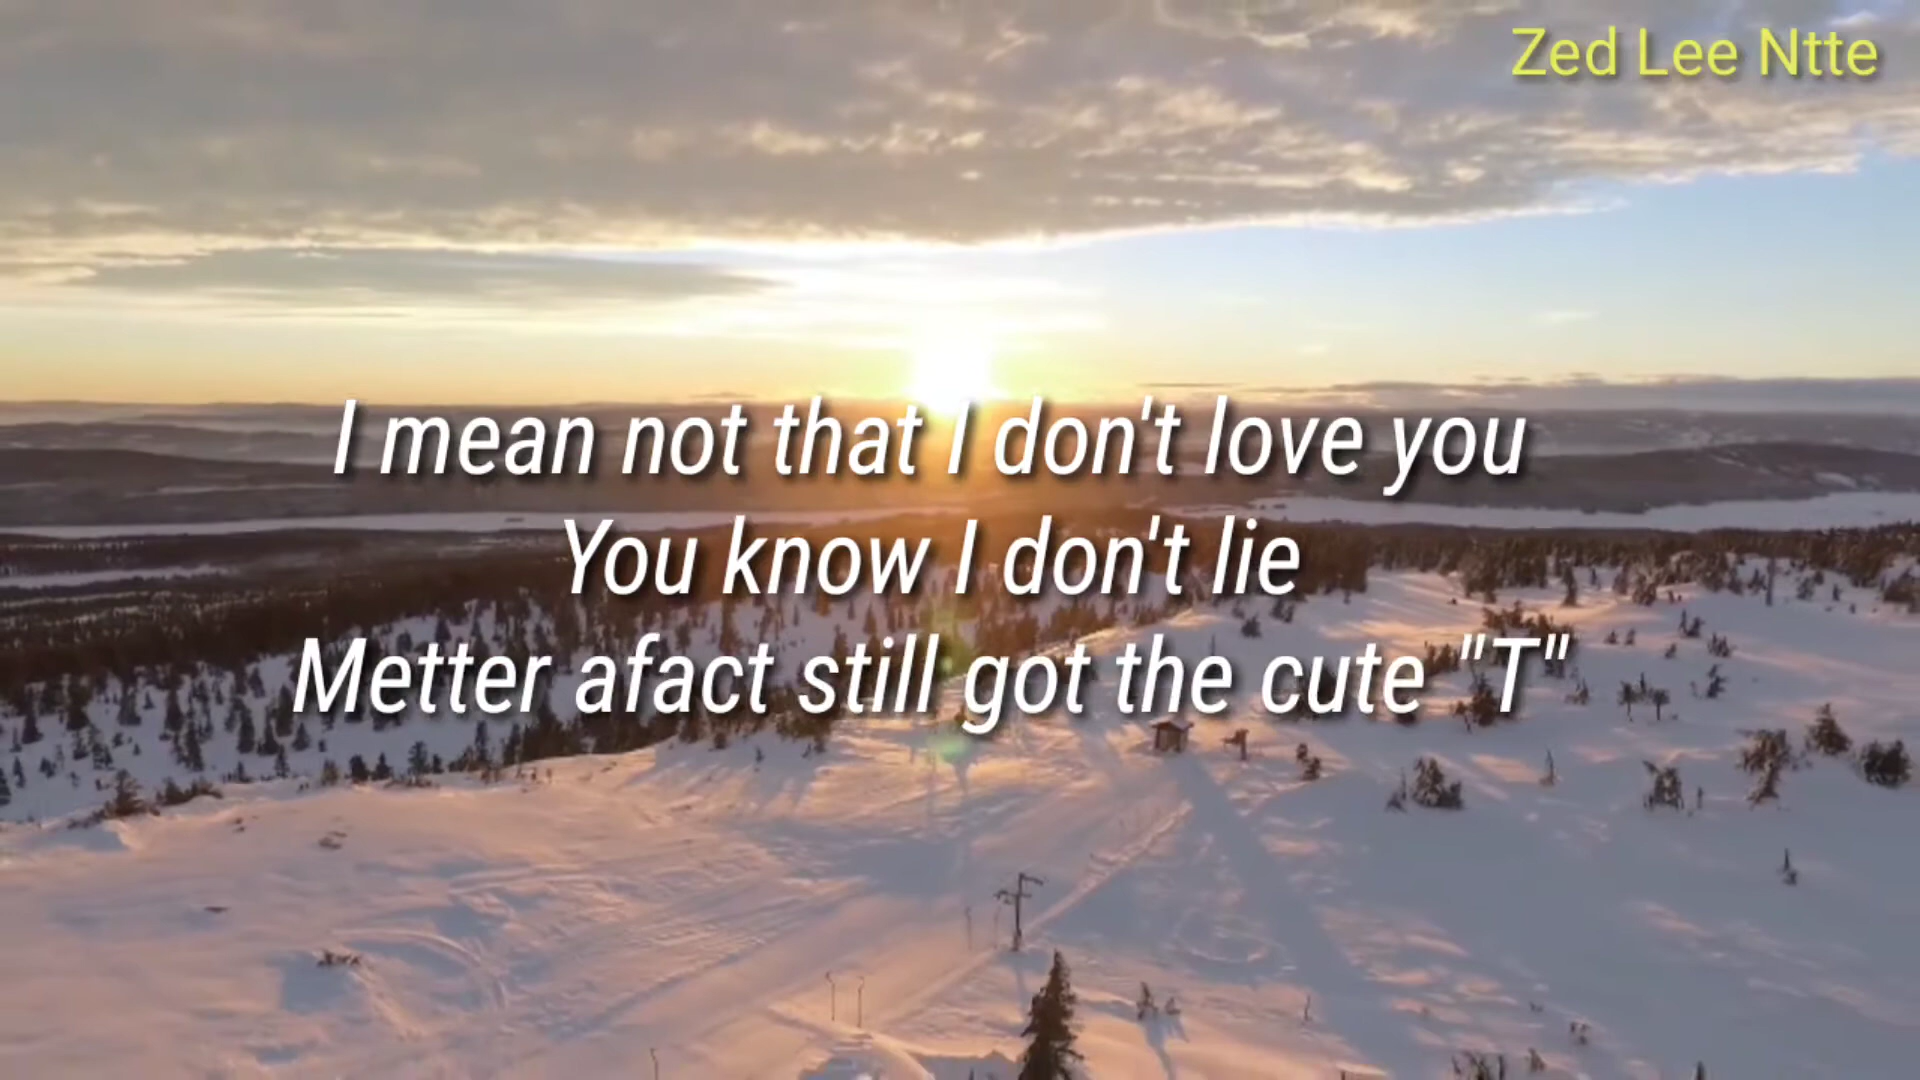 Zed Lee Ntte
I mean not that I don't love you
You know I don't lie
Metter afact still got the cute "T"